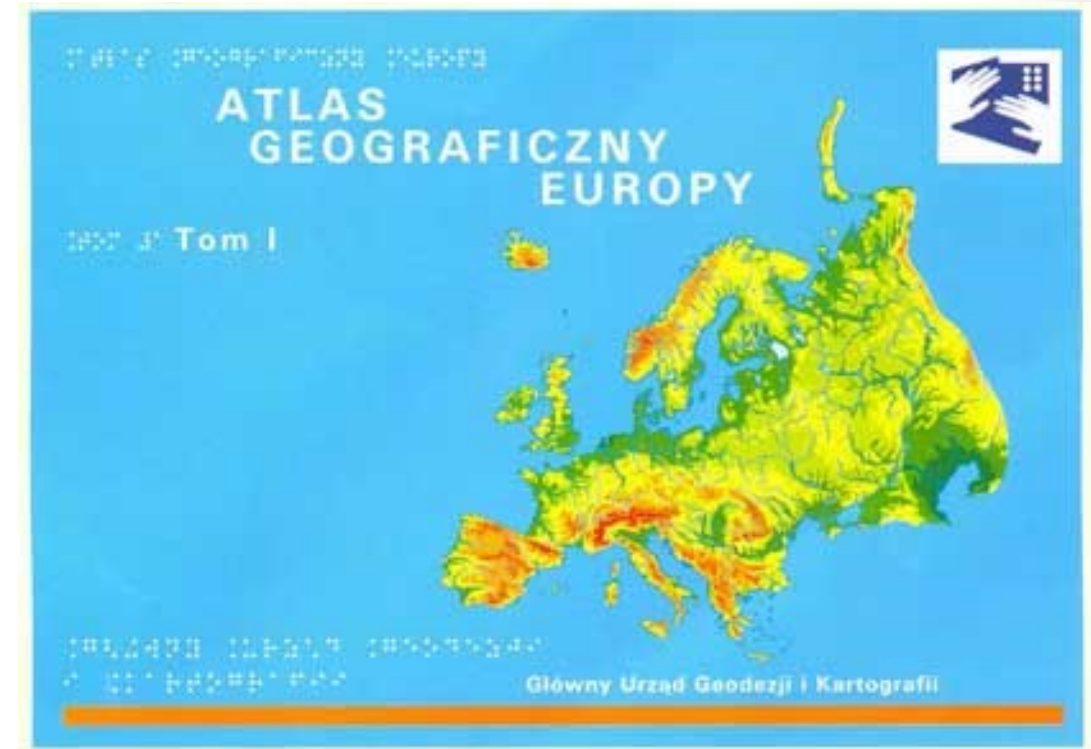 ⠨⠁⠞⠇⠁⠎ ⠨⠛⠑⠕⠛⠗⠁⠋⠊⠉⠵⠝⠽ ⠨⠑⠥⠗⠕⠏⠽
ATLAS
GEOGRAFICZNY
EUROPY
Tom I
Główny Urząd Geodezji i Kartografii